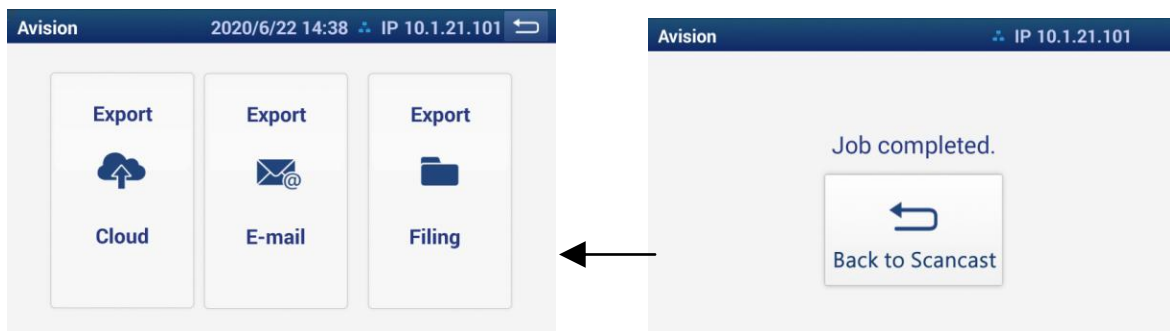 Avision 2020/6/22 14:38 IP 10.1.21.101
Export Export Export
Cloud E-mail Filing
Avision IP 10.1.21.101
Job completed.
Back to Scancast